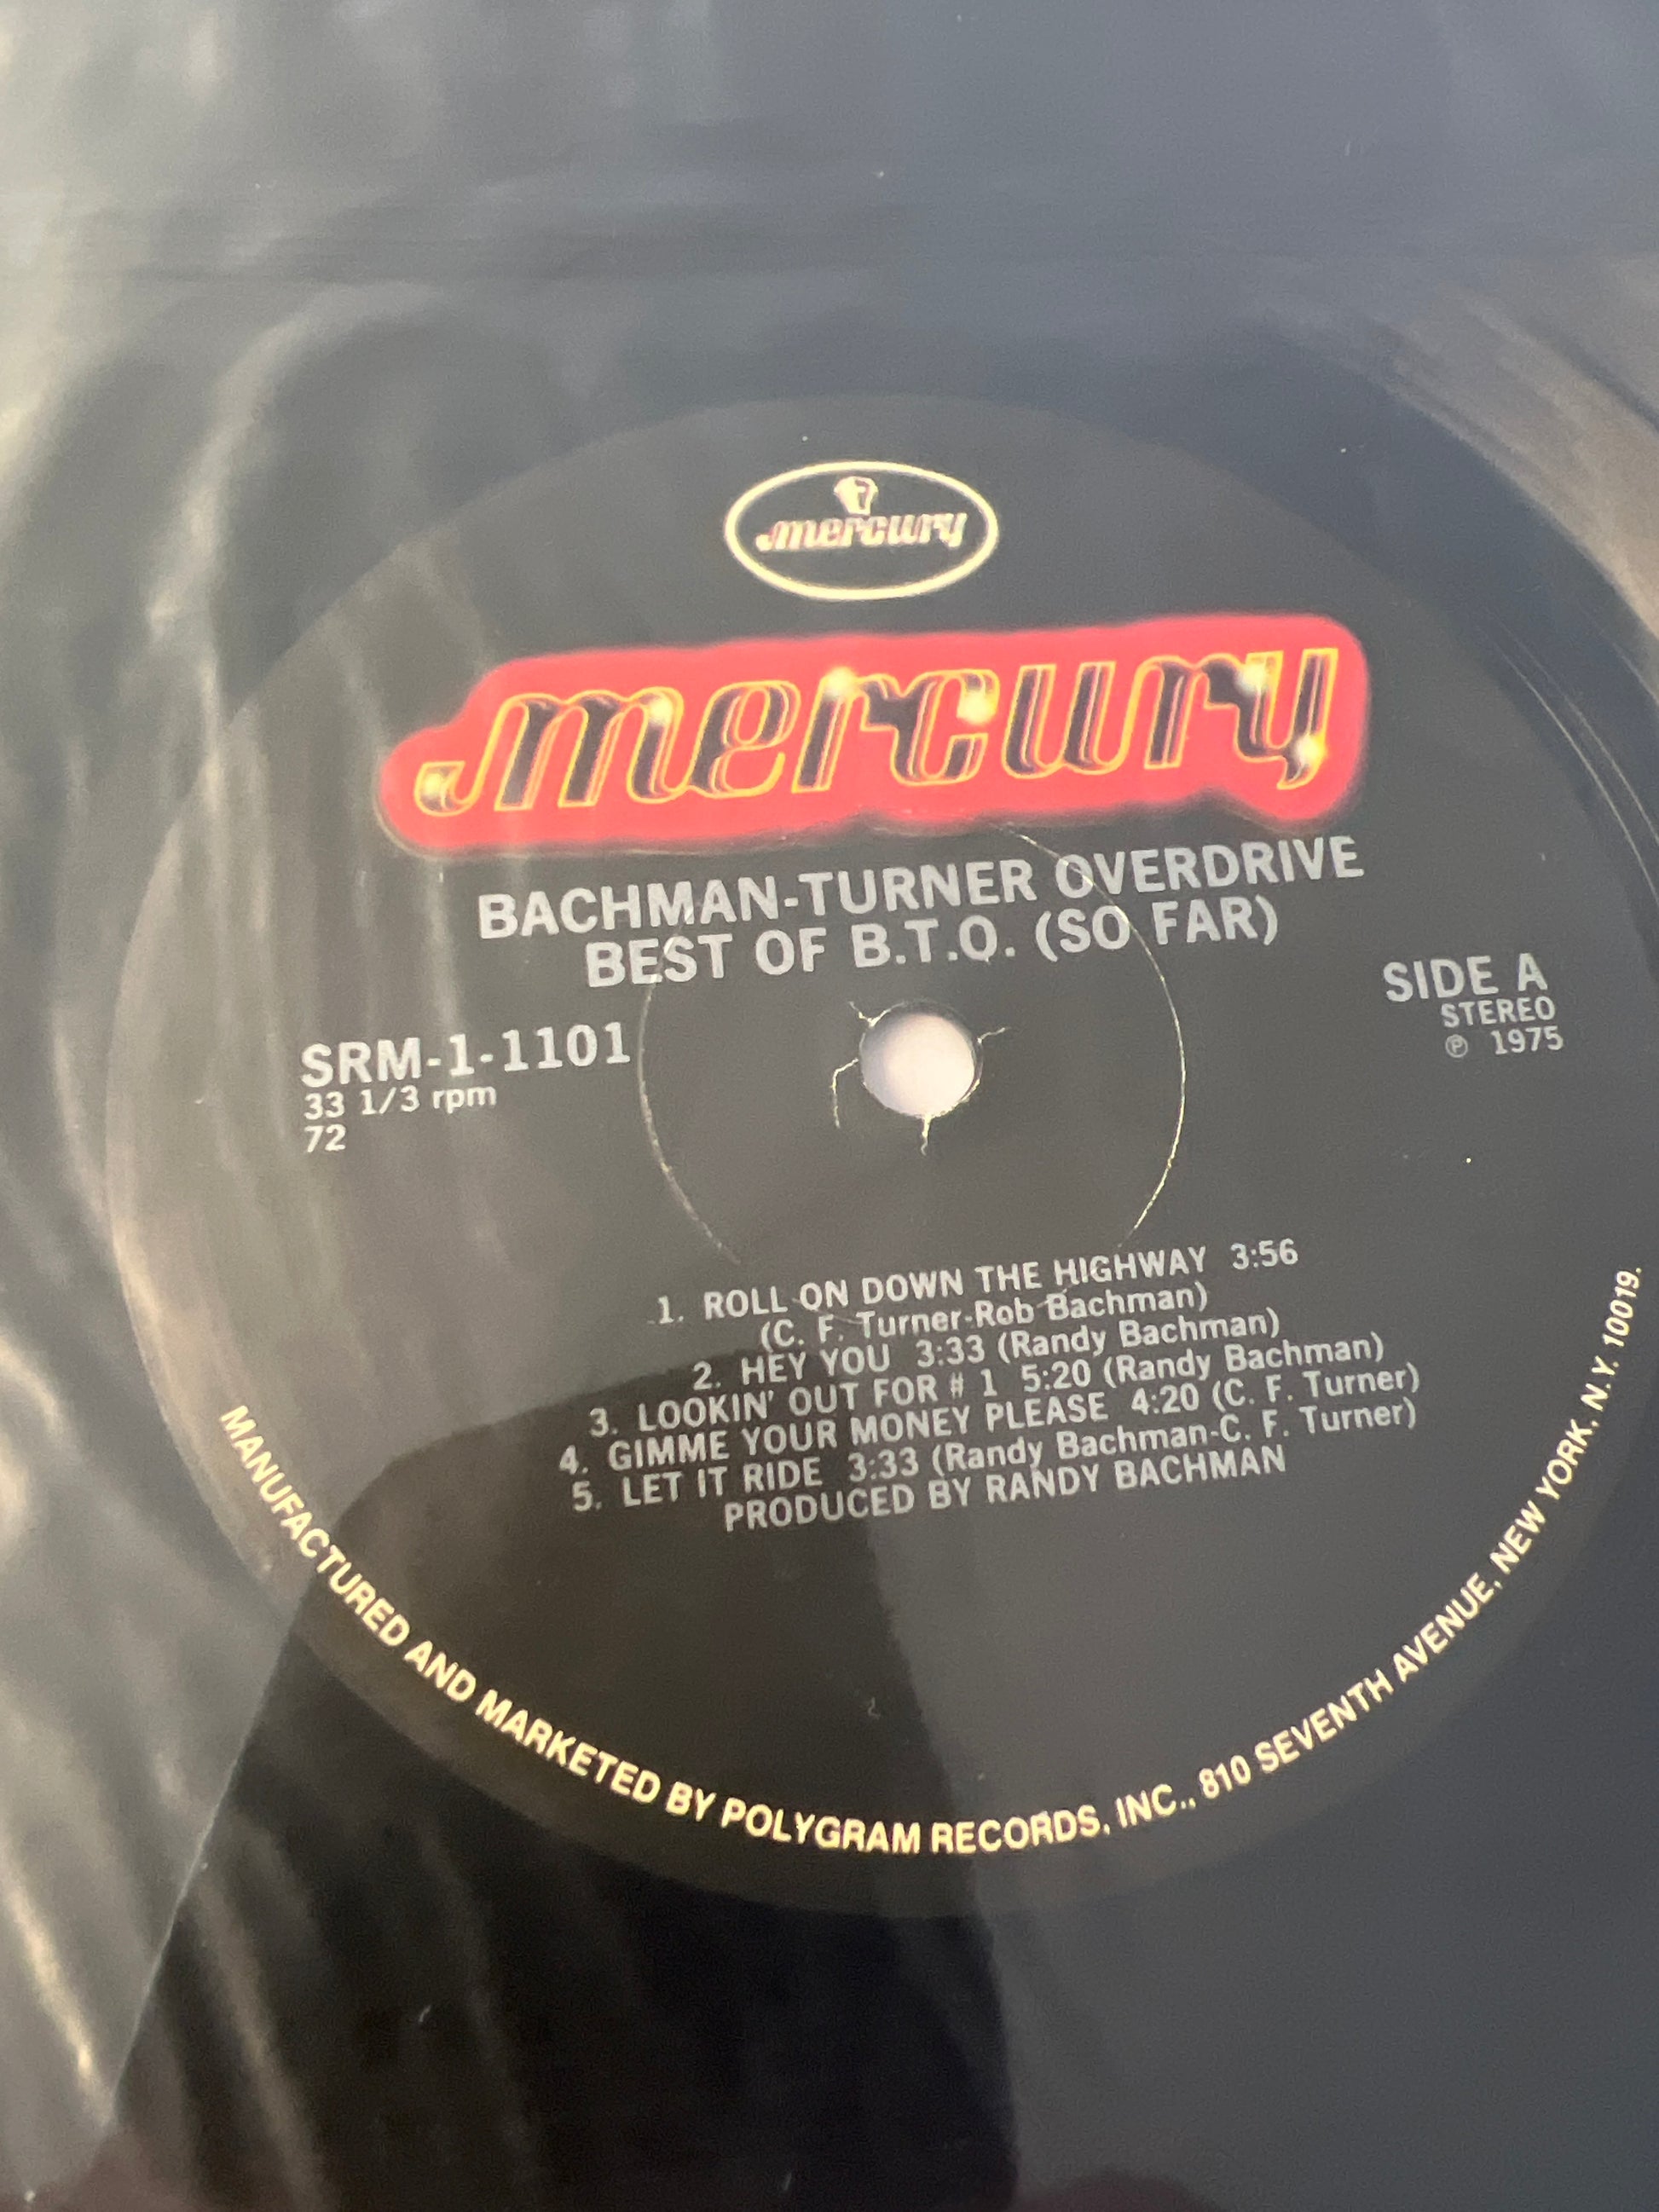 mercury
mercury
BACHMAN-TURNER OVERDRIVE
BEST OF B.T.O. (SO FAR)
SIDE A
STEREO
℗ 1975
SRM-1-1101
33 1/3 rpm
72
1. ROLL ON DOWN THE HIGHWAY 3:56
(C. F. Turner-Rob Bachman)
2. HEY YOU 3:33 (Randy Bachman)
3. LOOKIN' OUT FOR # 1 5:20 (Randy Bachman)
4. GIMME YOUR MONEY PLEASE 4:20 (C. F. Turner)
5. LET IT RIDE 3:33 (Randy Bachman-C. F. Turner)
PRODUCED BY RANDY BACHMAN
MANUFACTURED AND MARKETED BY POLYGRAM RECORDS, INC., 810 SEVENTH AVENUE, NEW YORK, N.Y. 10019.